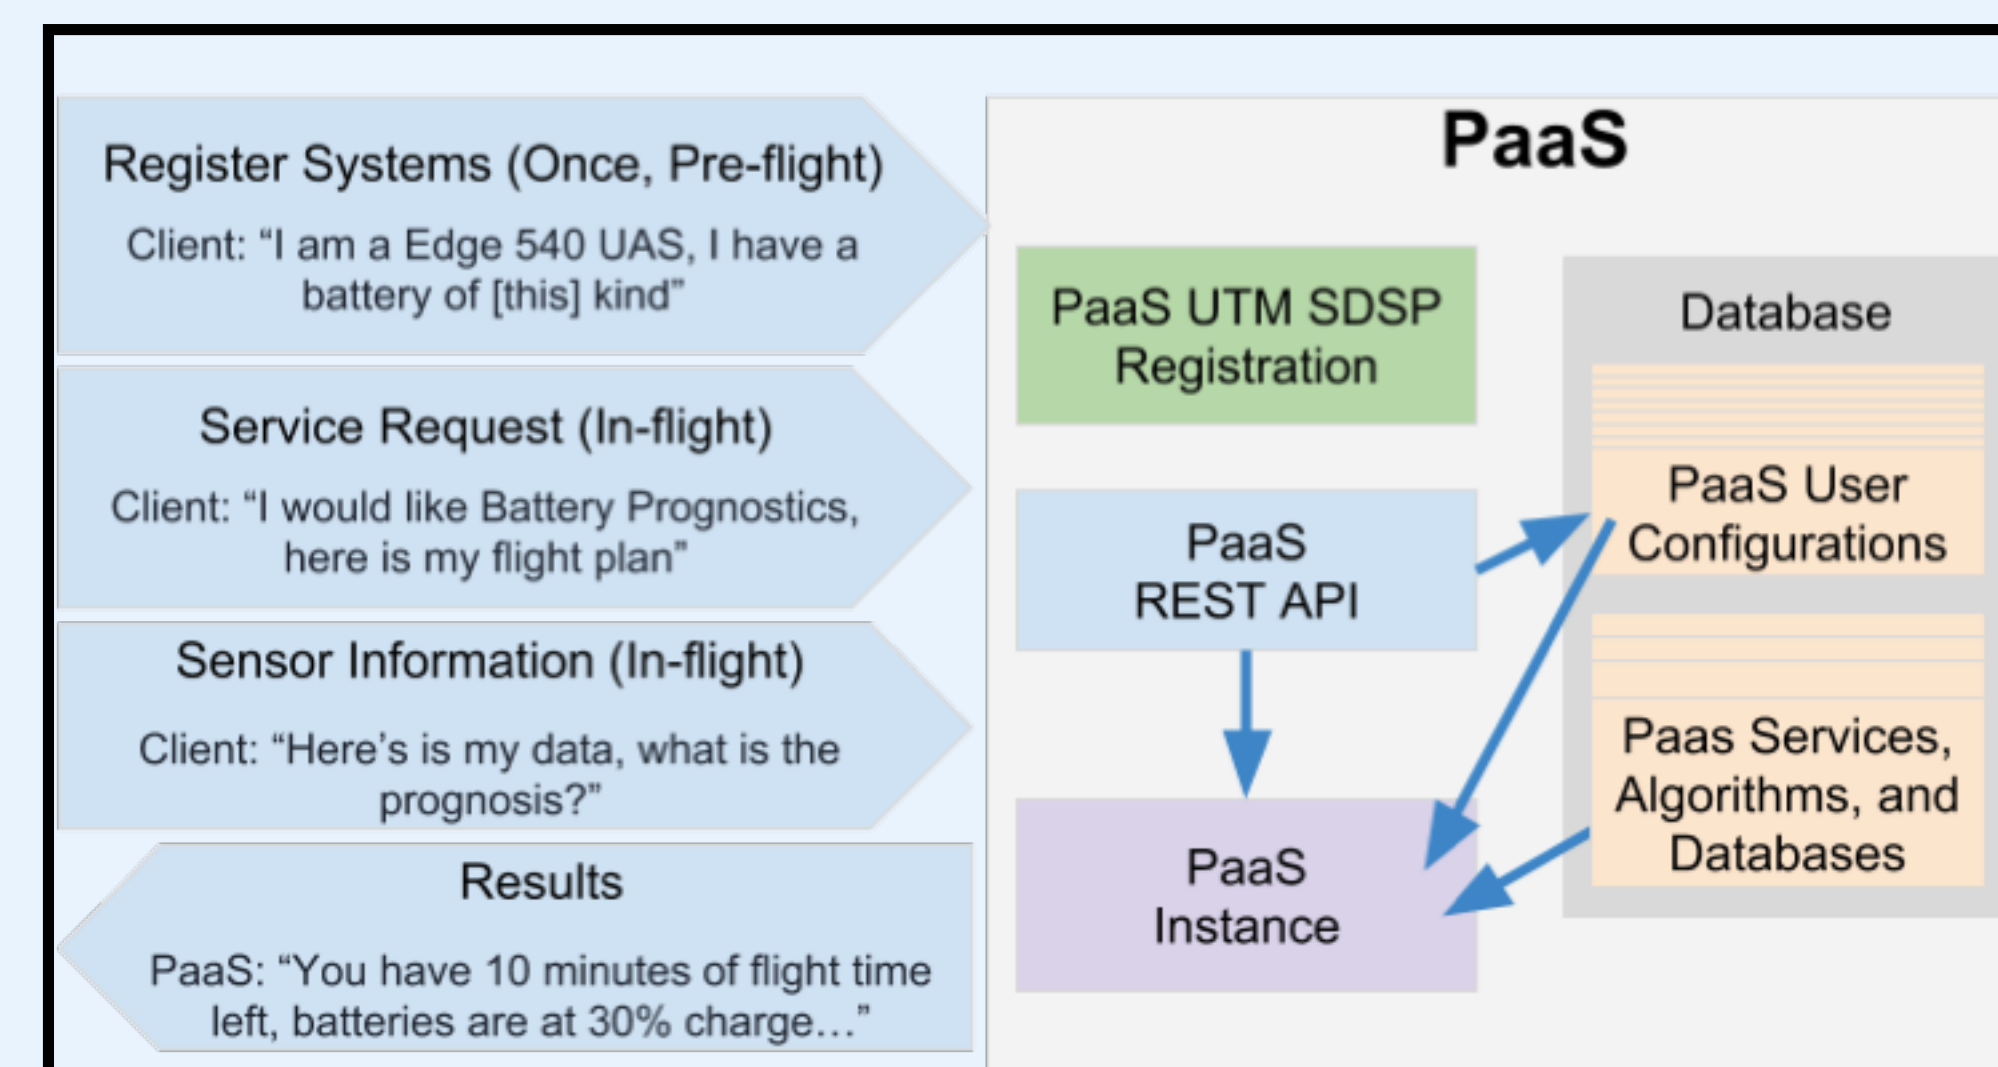 Register Systems (Once, Pre-flight)
Client: “I am a Edge 540 UAS, I have a
battery of [this] kind”
Service Request (In-flight)
Client: “I would like Battery Prognostics,
here is my flight plan”
Sensor Information (In-flight)
Client: “Here’s is my data, what is the
prognosis?”
Results
PaaS: “You have 10 minutes of flight time
left, batteries are at 30% charge…”
PaaS
PaaS UTM SDSP
Registration
PaaS
REST API
PaaS
Instance
Database
PaaS User
Configurations
Paas Services,
Algorithms, and
Databases